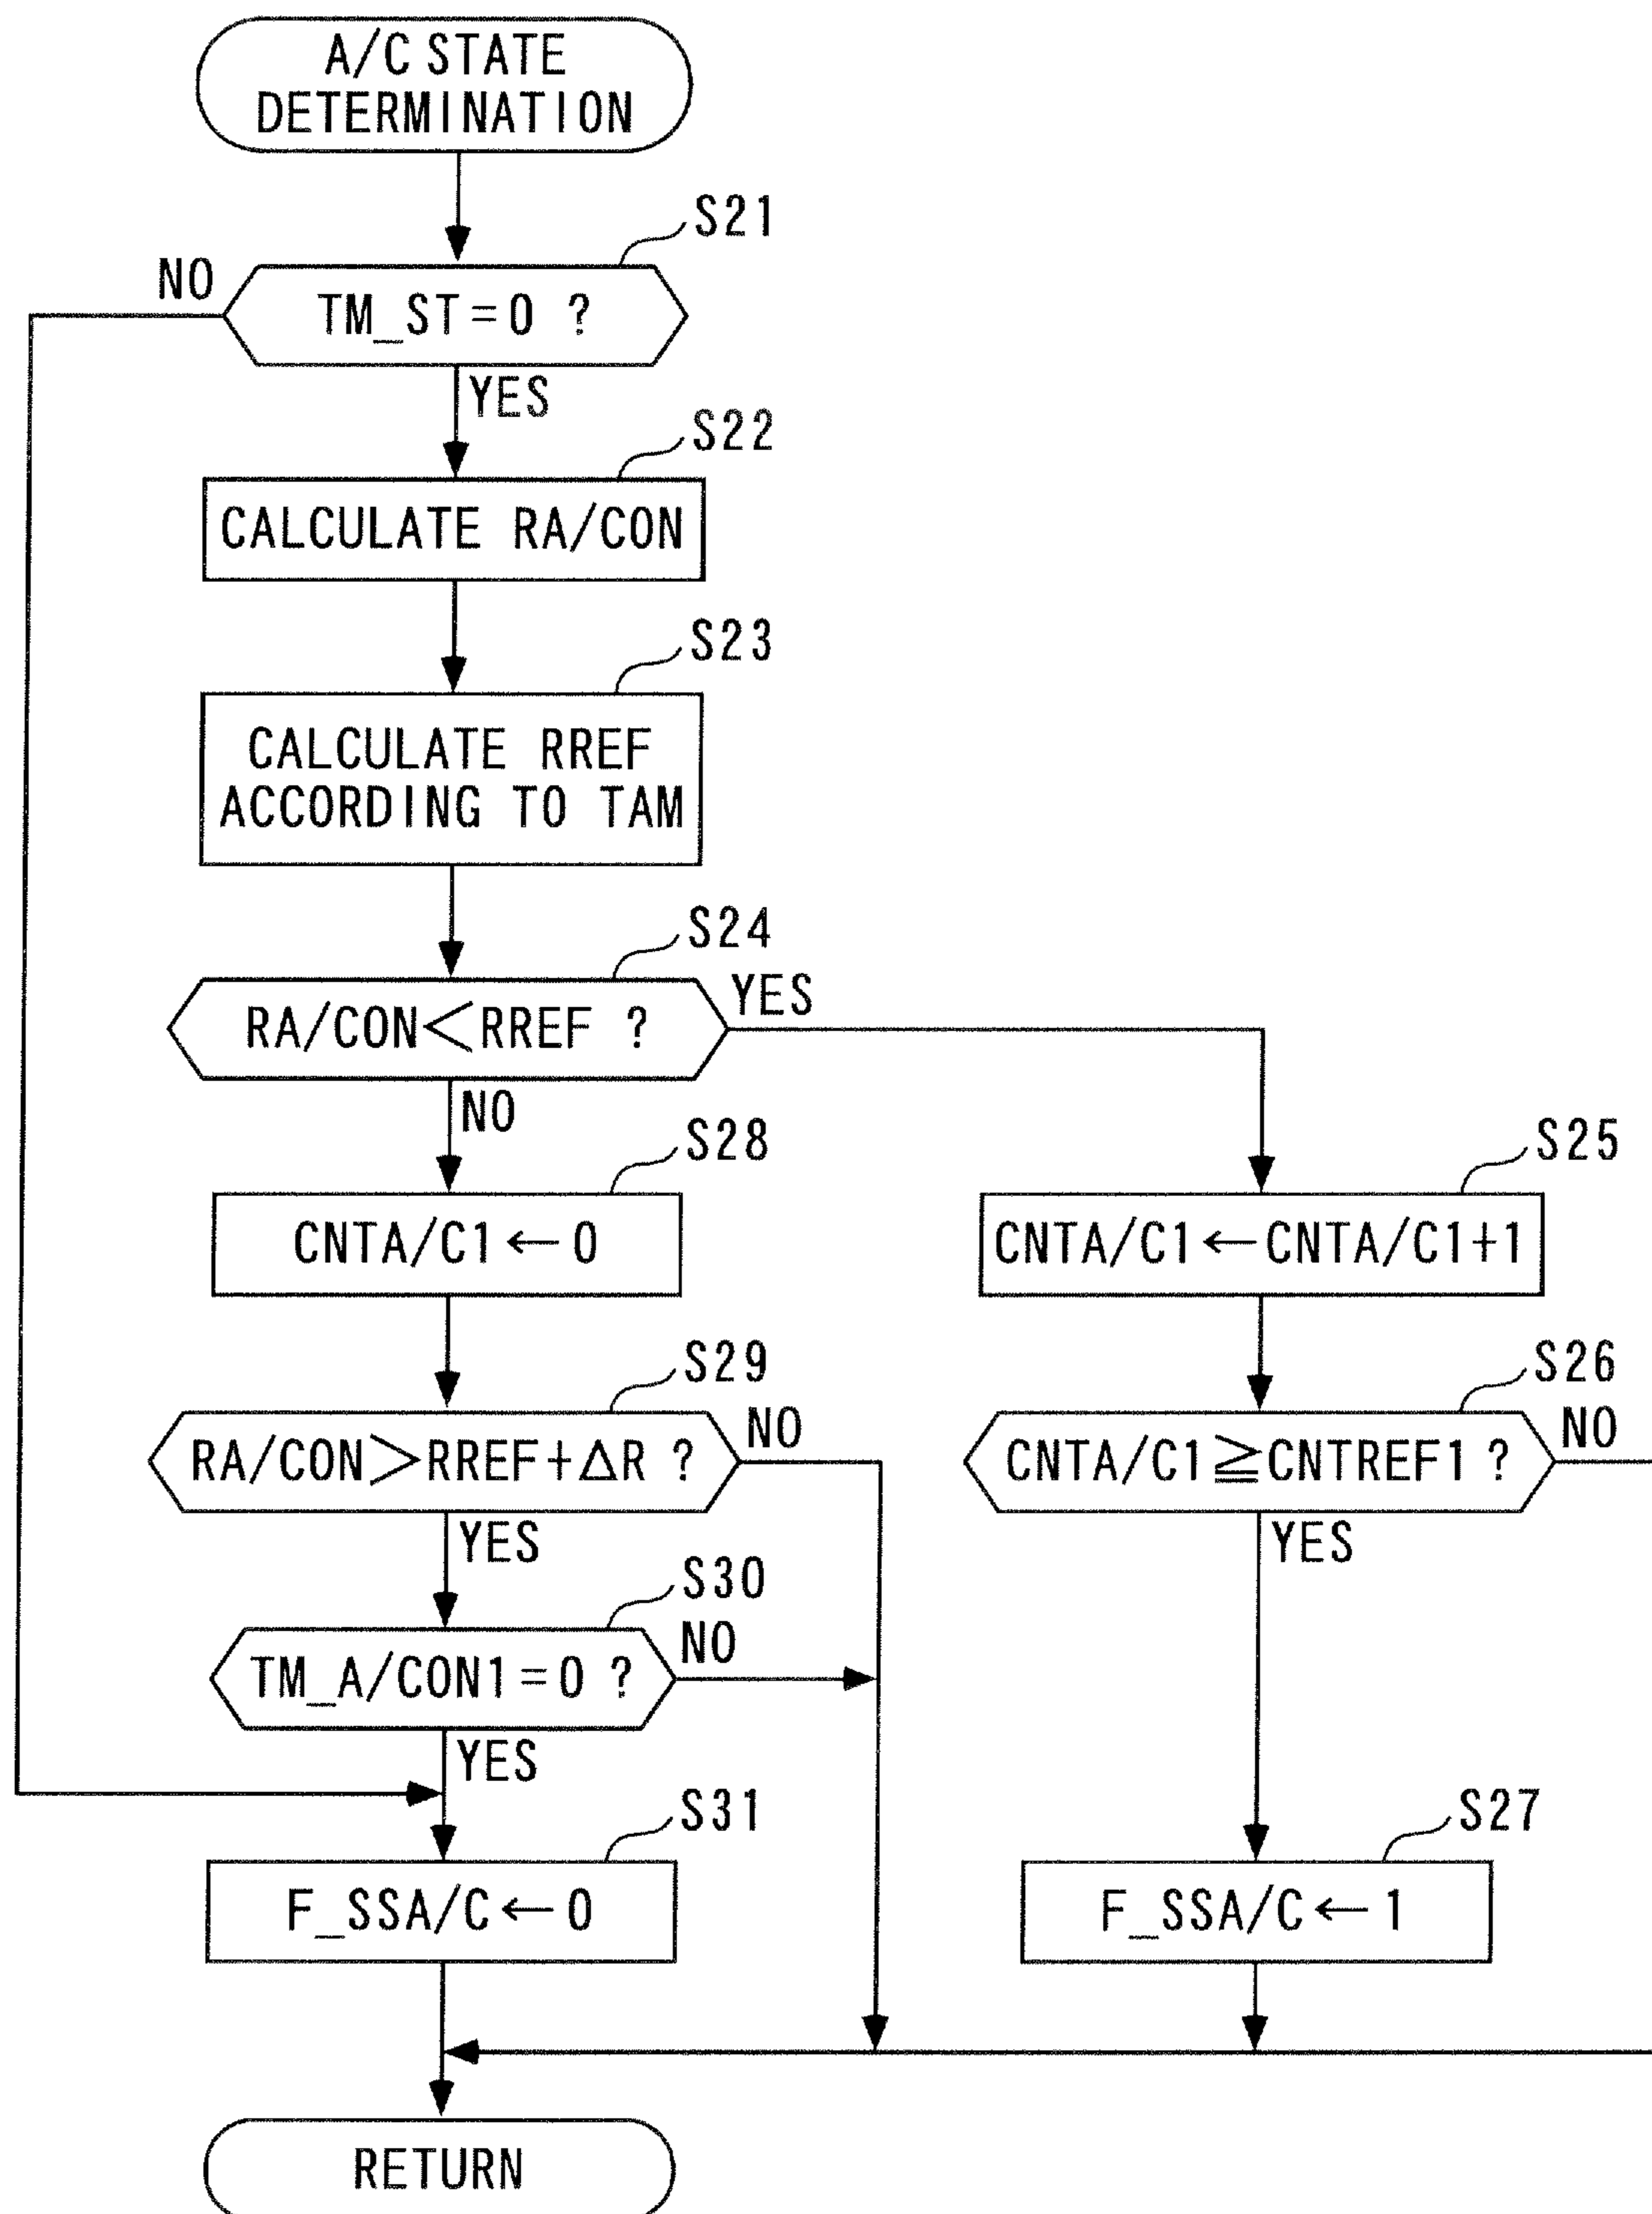 A/C STATE
DETERMINATION
S21
NO
TM_ST=0 ?
YES
S22
CALCULATE RA/CON
S23
CALCULATE RREF
ACCORDING TO TAM
S24
YES
RA/CON<RREF ?
NO
S28
S25
CNTA/C1←0
CNTA/C1←CNTA/C1+1
S29
S26
NO
NO
RA/CON>RREF+ΔR ?
CNTA/C1≧CNTREF1 ?
YES
YES
S30
NO
TM_A/CON1=0 ?
YES
S31
S27
F_SSA/C←0
F_SSA/C←1
RETURN